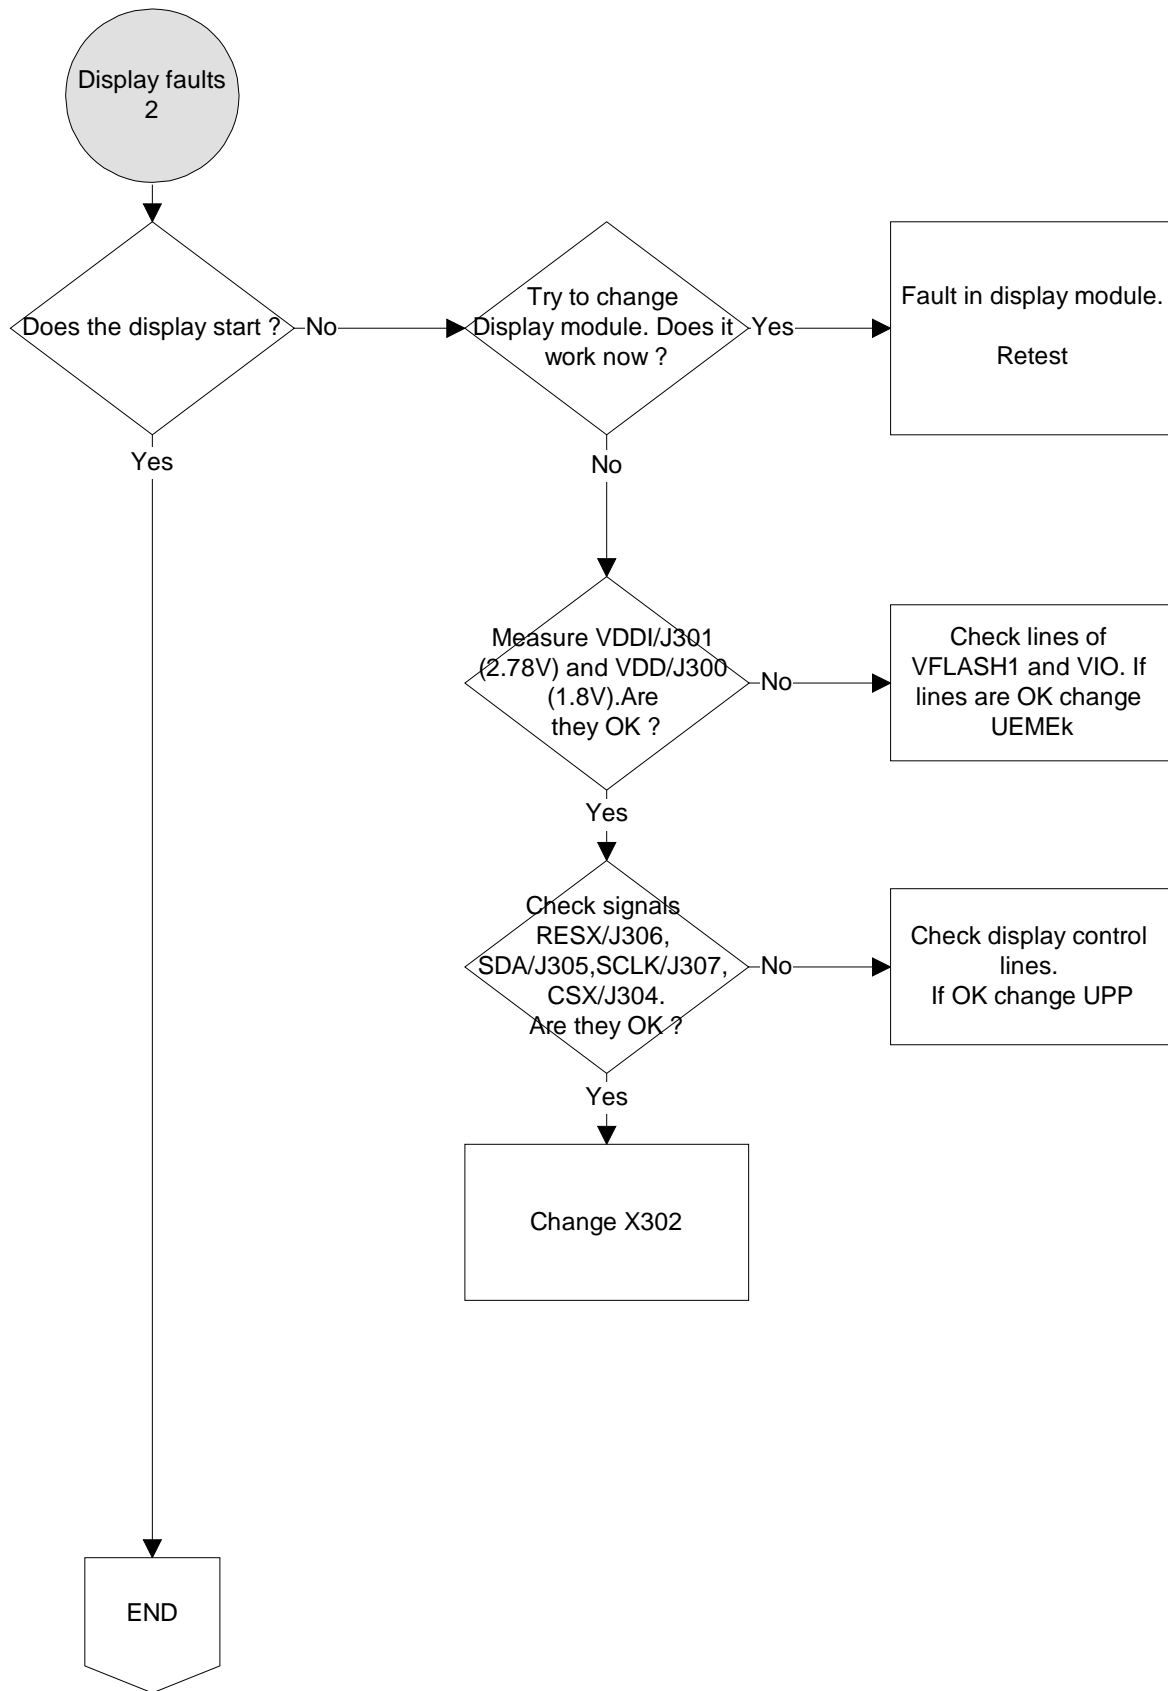 Display faults
2
Does the display start ?
No
Try to change
Display module. Does it
work now ?
Yes
Fault in display module.
Retest
Yes
No
Measure VDDI/J301
(2.78V) and VDD/J300
(1.8V).Are
they OK ?
No
Check lines of
VFLASH1 and VIO. If
lines are OK change
UEMEk
Yes
Check signals
RESX/J306,
SDA/J305,SCLK/J307,
CSX/J304.
Are they OK ?
No
Check display control
lines.
If OK change UPP
Yes
Change X302
END